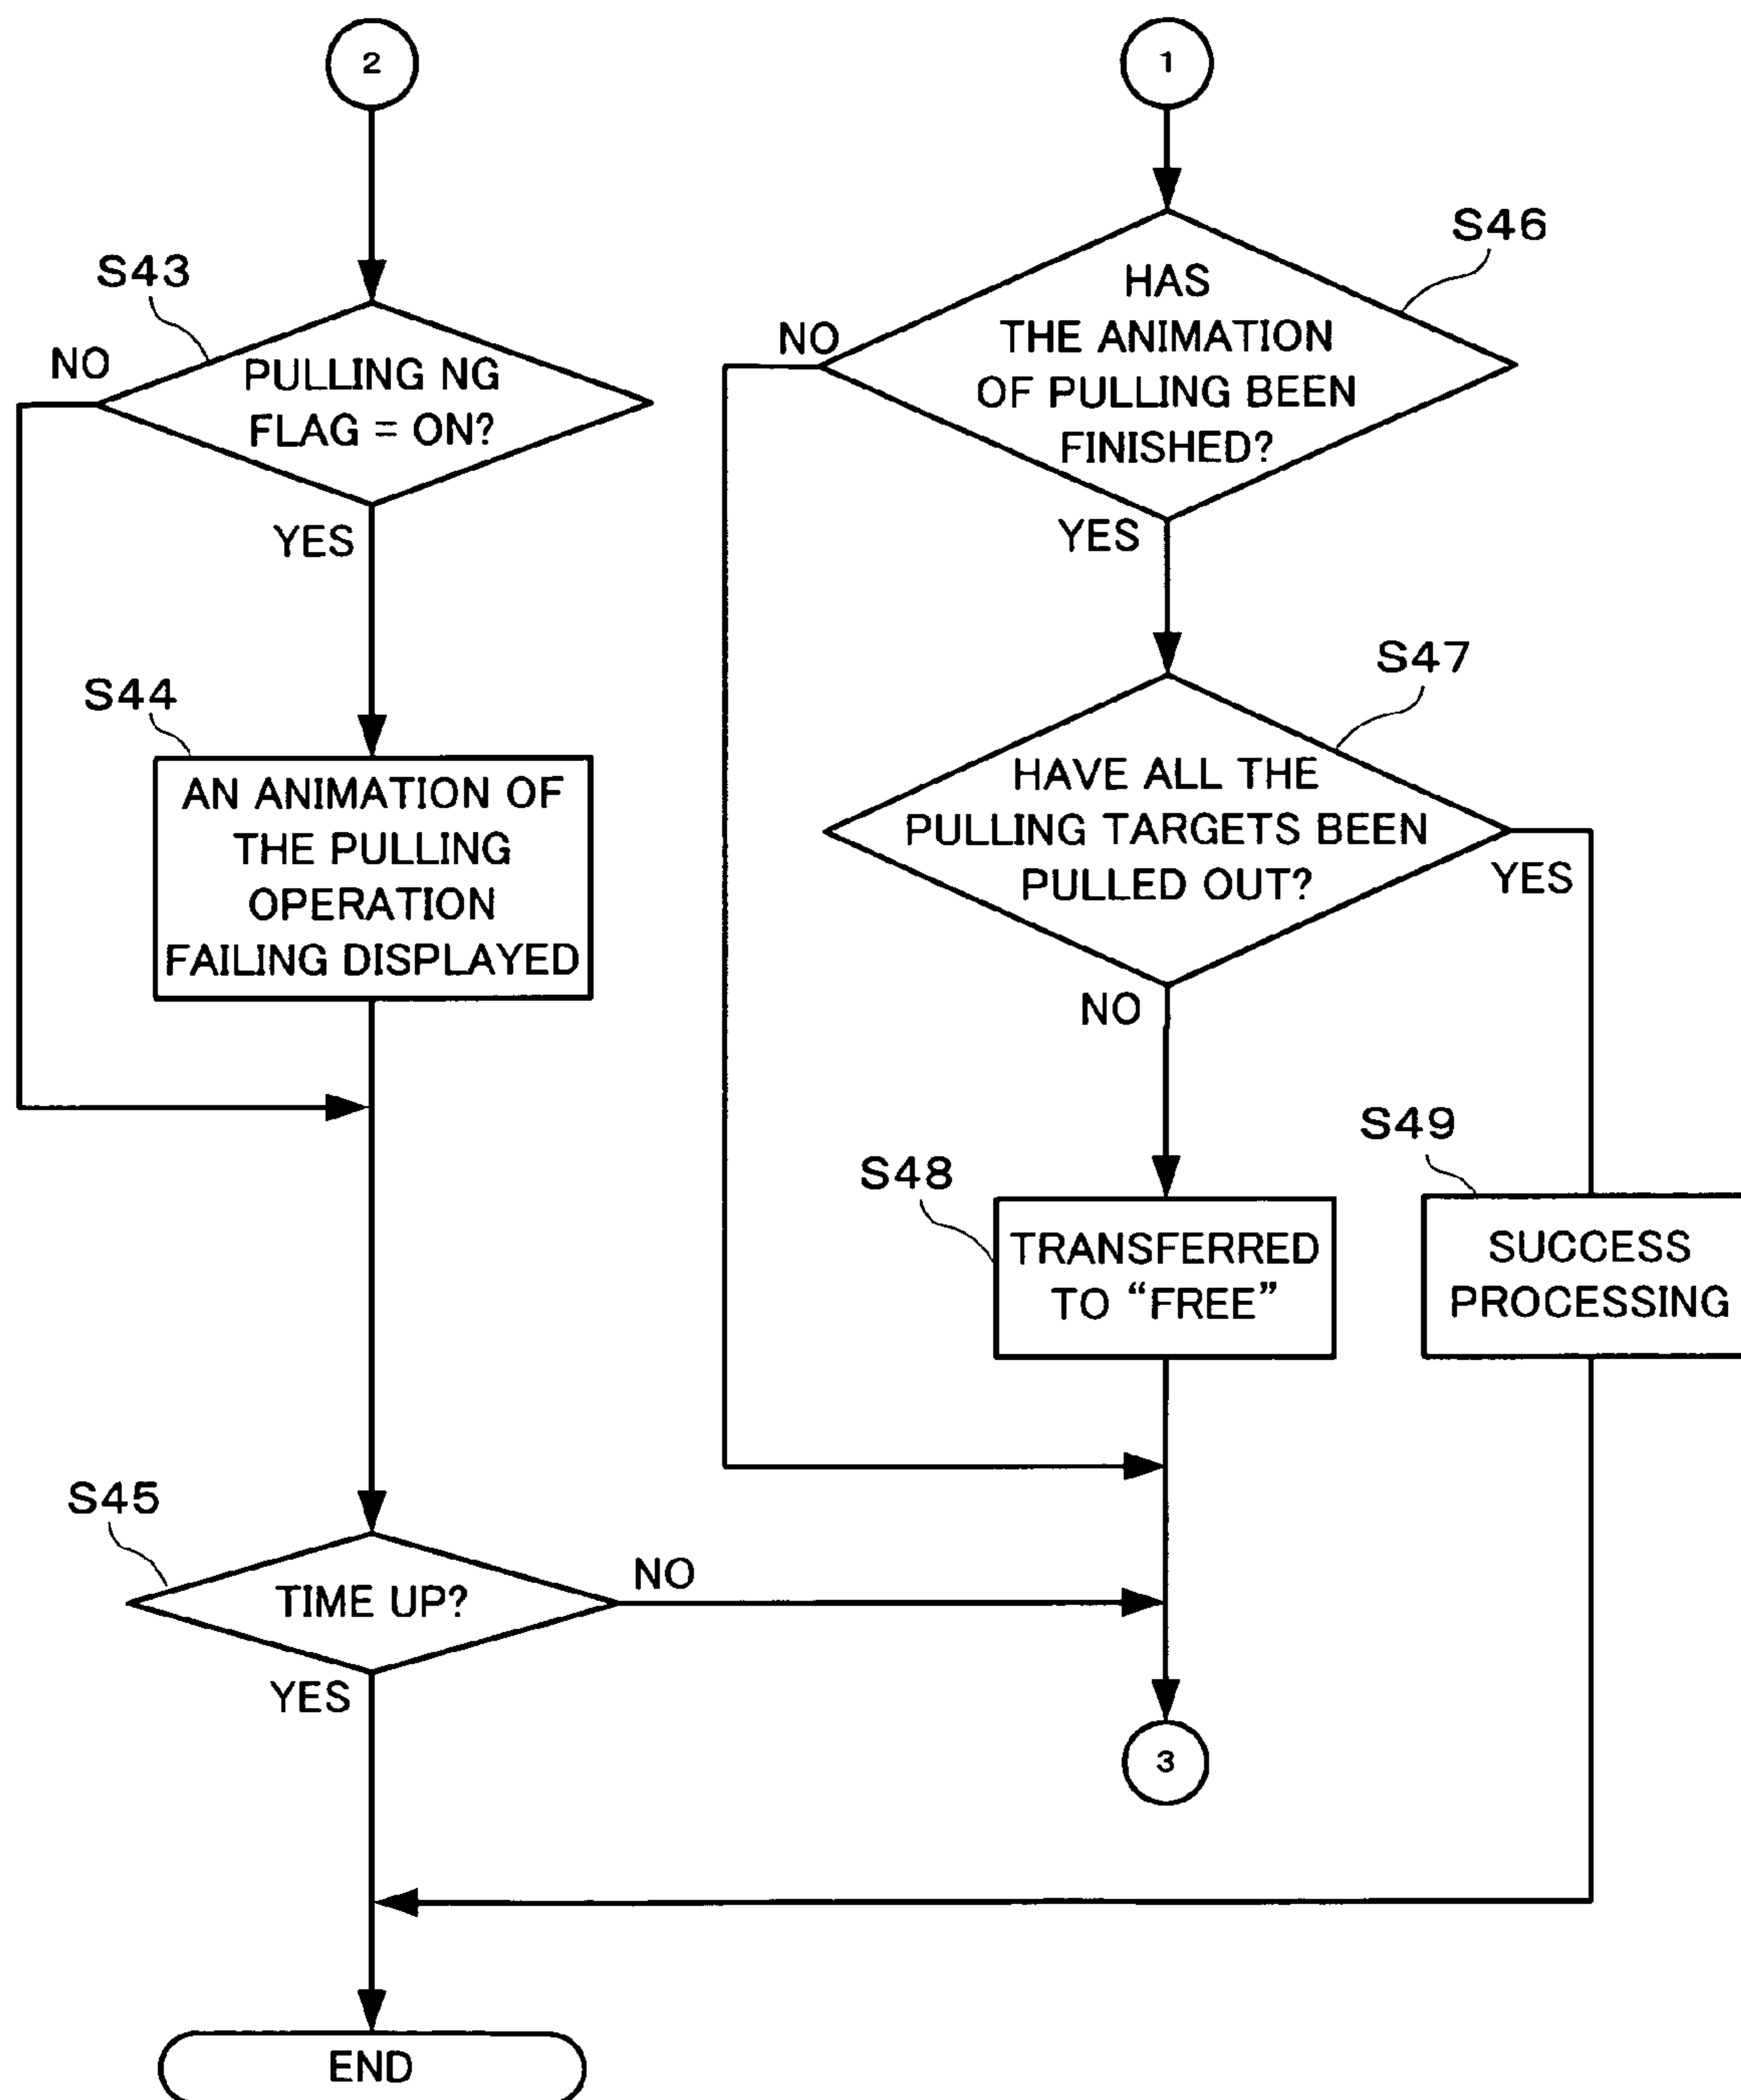 2
S43
NO
PULLING NG
FLAG = ON?
YES
S44
AN ANIMATION OF
THE PULLING
OPERATION
FAILING DISPLAYED
S45
TIME UP?
NO
YES
END
1
S46
HAS
THE ANIMATION
OF PULLING BEEN
FINISHED?
NO
YES
S47
HAVE ALL THE
PULLING TARGETS BEEN
PULLED OUT?
YES
NO
S48
TRANSFERRED
TO “FREE”
S49
SUCCESS
PROCESSING
3